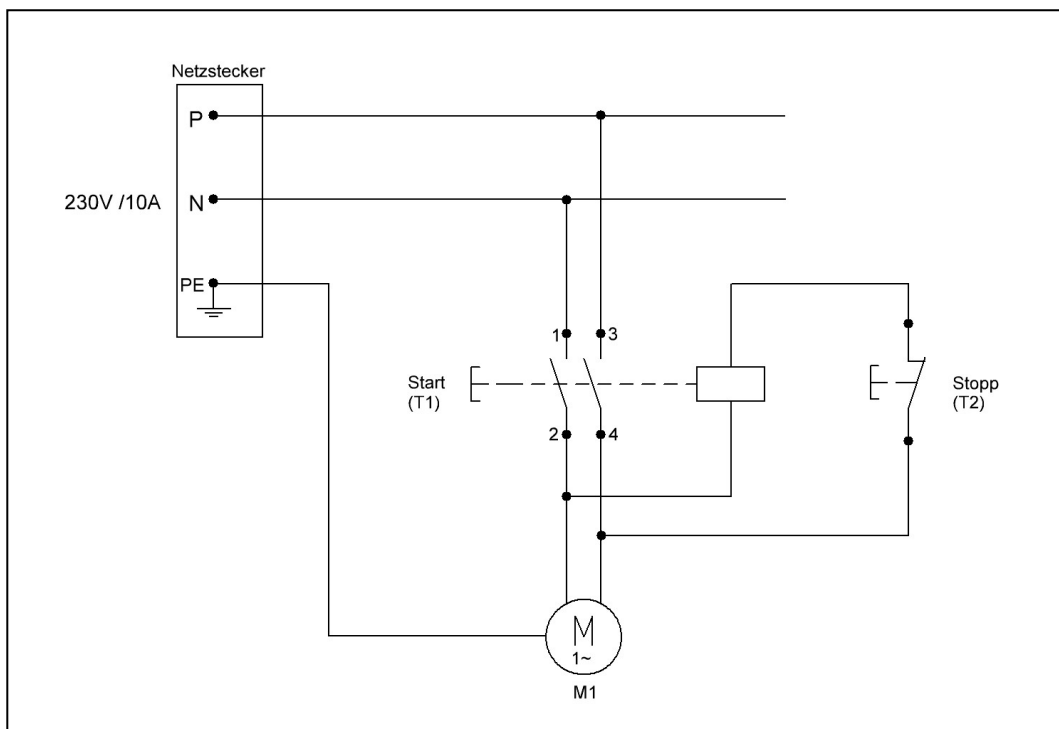 Netzstecker
P
230V /10A
N
PE
1
3
Start
(T1)
Stopp
(T2)
2
4
M
1~
M1